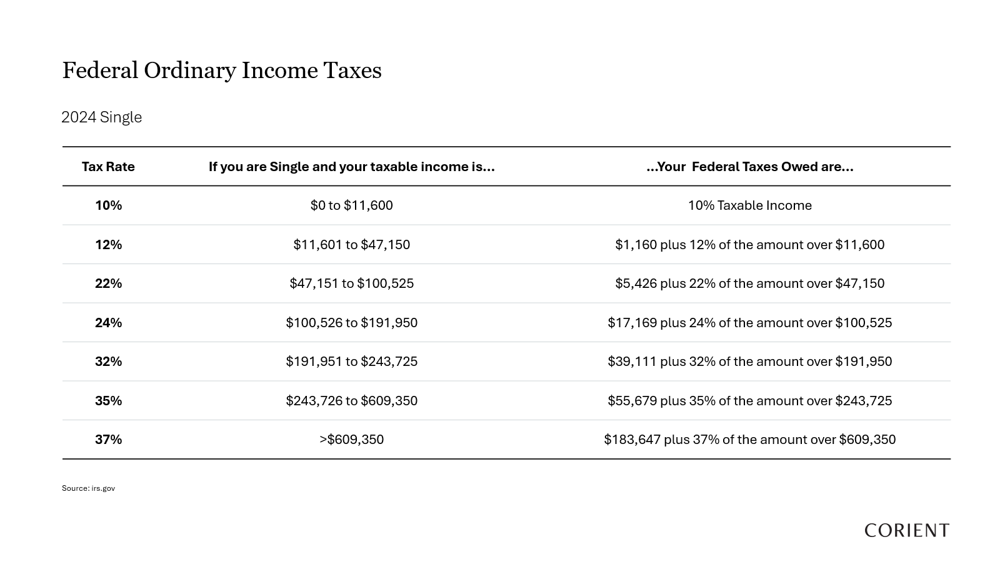 Federal Ordinary Income Taxes
2024 Single
Tax Rate If you are Single and your taxable income is... ...Your Federal Taxes Owed are...
10% $0 to $11,600 10% Taxable Income
12% $11,601 to $47,150 $1,160 plus 12% of the amount over $11,600
22% $47,151 to $100,525 $5,426 plus 22% of the amount over $47,150
24% $100,526 to $191,950 $17,169 plus 24% of the amount over $100,525
32% $191,951 to $243,725 $39,111 plus 32% of the amount over $191,950
35% $243,726 to $609,350 $55,679 plus 35% of the amount over $243,725
37% >$609,350 $183,647 plus 37% of the amount over $609,350
Source: irs.gov
CORIENT